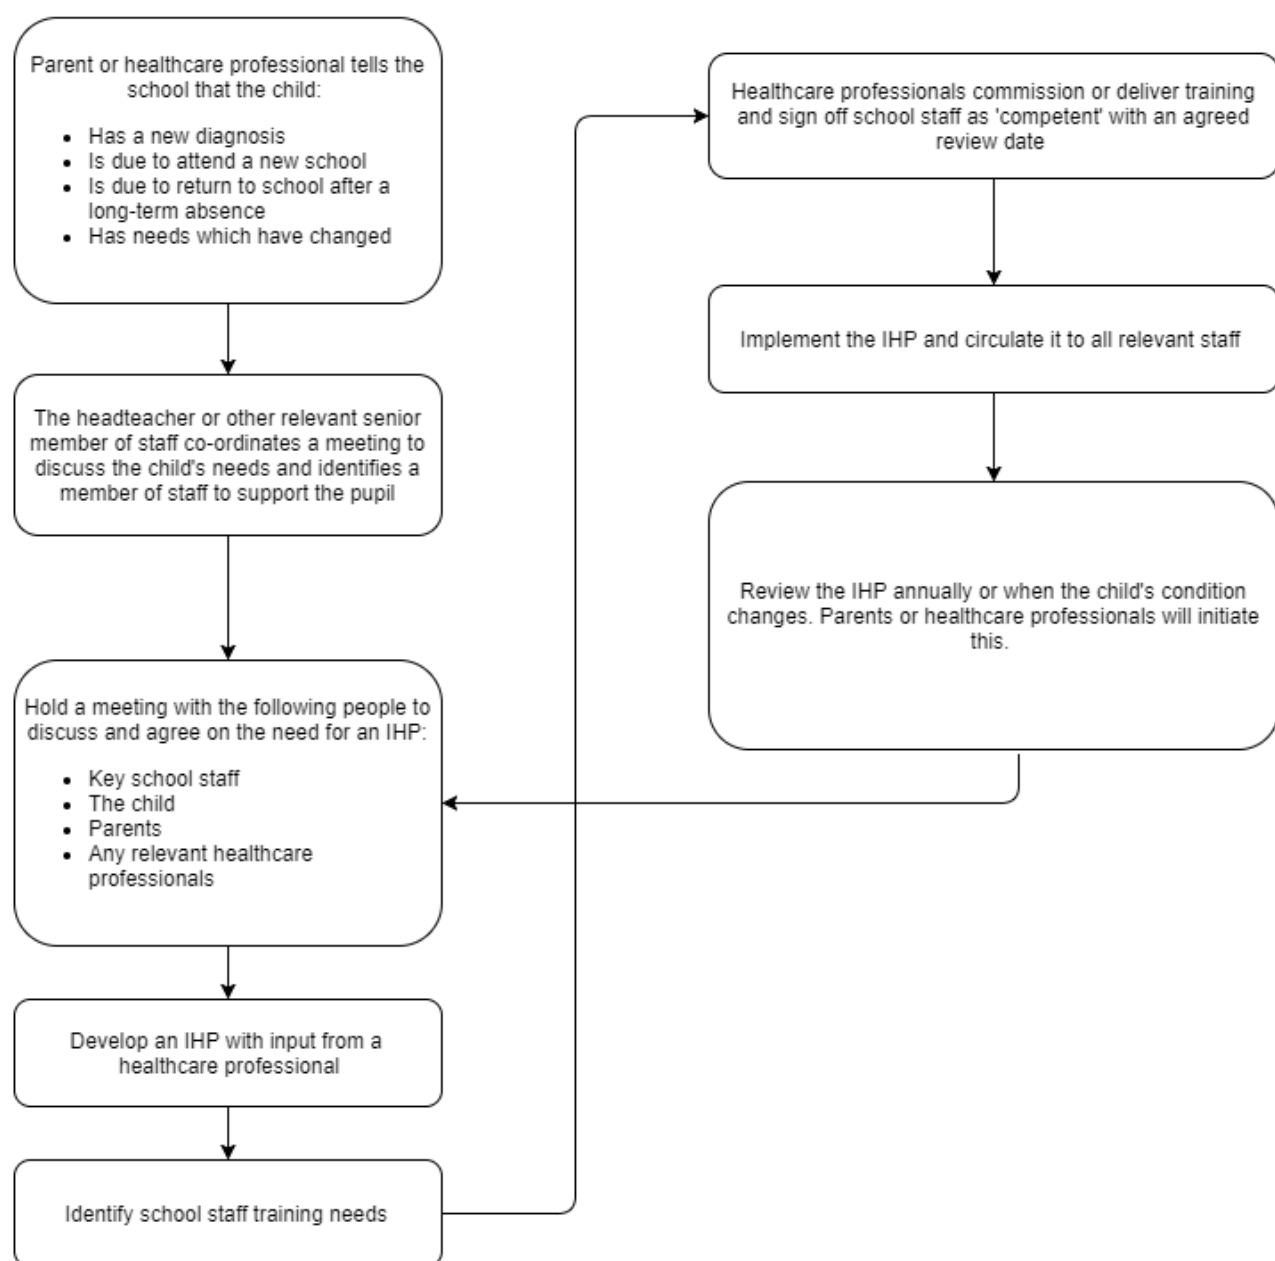 Parent or healthcare professional tells the
school that the child:
• Has a new diagnosis
• Is due to attend a new school
• Is due to return to school after a
long-term absence
• Has needs which have changed
The headteacher or other relevant senior
member of staff co-ordinates a meeting to
discuss the child's needs and identifies a
member of staff to support the pupil
Hold a meeting with the following people to
discuss and agree on the need for an IHP:
• Key school staff
• The child
• Parents
• Any relevant healthcare
professionals
Develop an IHP with input from a
healthcare professional
Identify school staff training needs
Healthcare professionals commission or deliver training
and sign off school staff as 'competent' with an agreed
review date
Implement the IHP and circulate it to all relevant staff
Review the IHP annually or when the child's condition
changes. Parents or healthcare professionals will initiate
this.